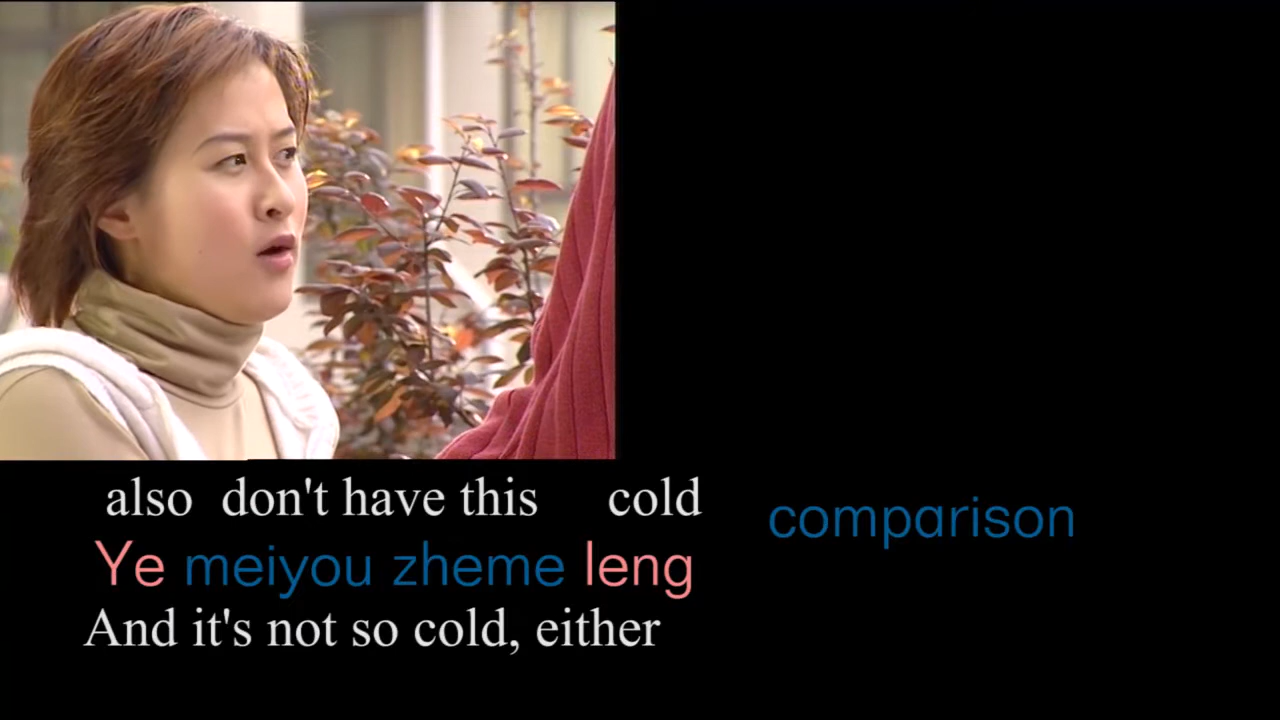 also don't have this cold
comparison
Ye meiyou zheme leng
And it's not so cold, either